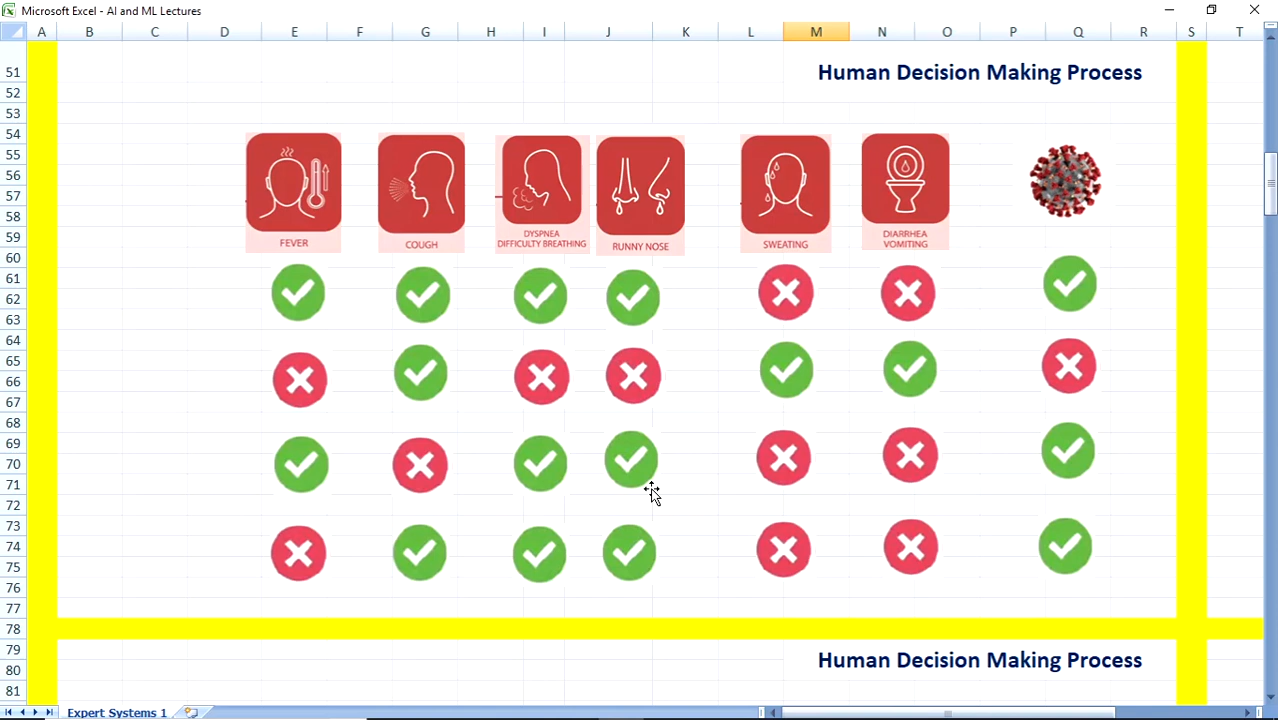 Microsoft Excel - AI and ML Lectures
A B C D E F G H I J K L M N O P Q R S T
51
Human Decision Making Process
52
53
54
55
56
57
58
59
FEVER
COUGH
DYSPNEA
DIFFICULTY BREATHING
RUNNY NOSE
SWEATING
DIARRHEA
VOMITING
60
61
62
63
64
65
66
67
68
69
70
71
72
73
74
75
76
77
78
79
Human Decision Making Process
80
81
Expert Systems 1